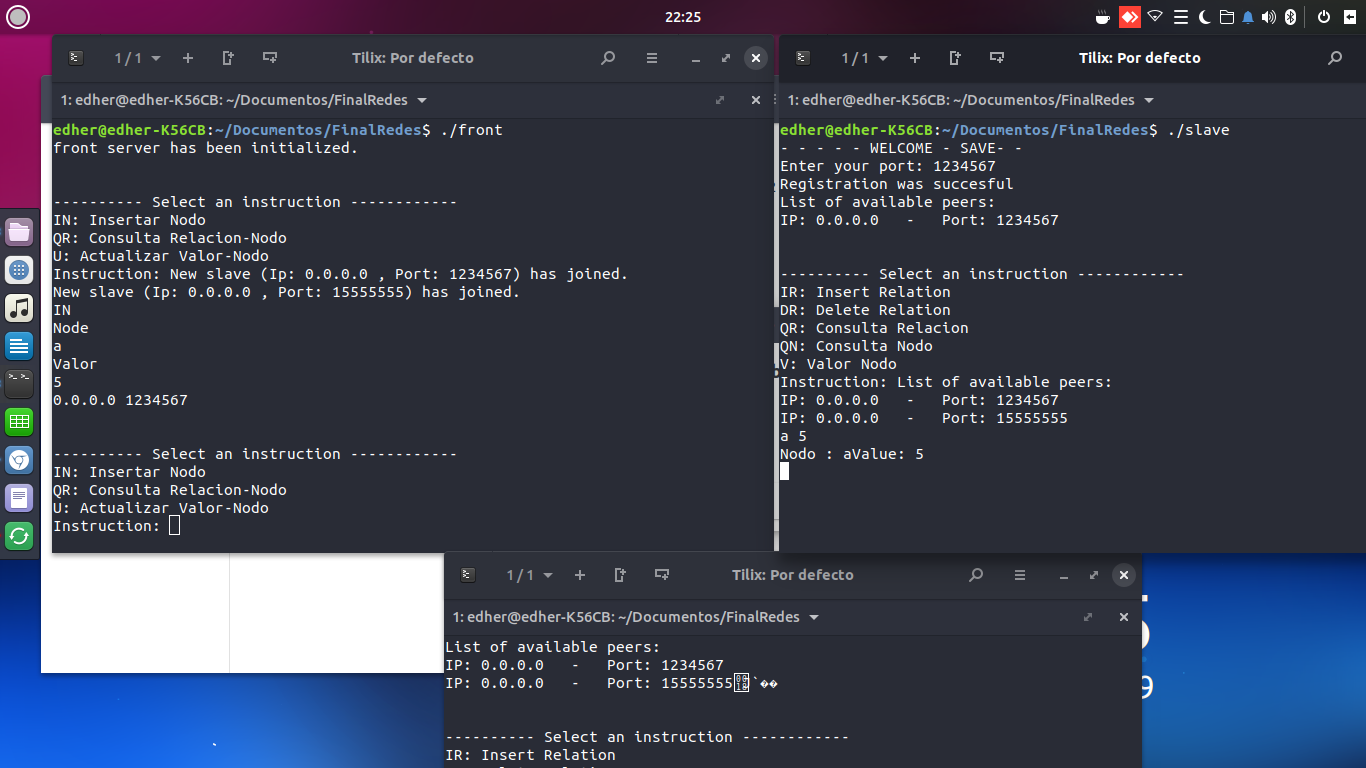 22:25
1 / 1
Tilix: Por defecto
1: edher@edher-K56CB: ~/Documentos/FinalRedes
edher@edher-K56CB:~/Documentos/FinalRedes$ ./front
front server has been initialized.
---------- Select an instruction ------------
IN: Insertar Nodo
QR: Consulta Relacion-Nodo
U: Actualizar Valor-Nodo
Instruction: New slave (Ip: 0.0.0.0 , Port: 1234567) has joined.
New slave (Ip: 0.0.0.0 , Port: 15555555) has joined.
IN
Node
a
Valor
5
0.0.0.0 1234567
---------- Select an instruction ------------
IN: Insertar Nodo
QR: Consulta Relacion-Nodo
U: Actualizar Valor-Nodo
Instruction:
1 / 1
Tilix: Por defecto
1: edher@edher-K56CB: ~/Documentos/FinalRedes
edher@edher-K56CB:~/Documentos/FinalRedes$ ./slave
- - - - - WELCOME - SAVE- -
Enter your port: 1234567
Registration was succesful
List of available peers:
IP: 0.0.0.0   -   Port: 1234567
---------- Select an instruction ------------
IR: Insert Relation
DR: Delete Relation
QR: Consulta Relacion
QN: Consulta Nodo
V: Valor Nodo
Instruction: List of available peers:
IP: 0.0.0.0   -   Port: 1234567
IP: 0.0.0.0   -   Port: 15555555
a 5
Nodo : aValue: 5
1 / 1
Tilix: Por defecto
1: edher@edher-K56CB: ~/Documentos/FinalRedes
List of available peers:
IP: 0.0.0.0   -   Port: 1234567
IP: 0.0.0.0   -   Port: 15555555`��
---------- Select an instruction ------------
IR: Insert Relation